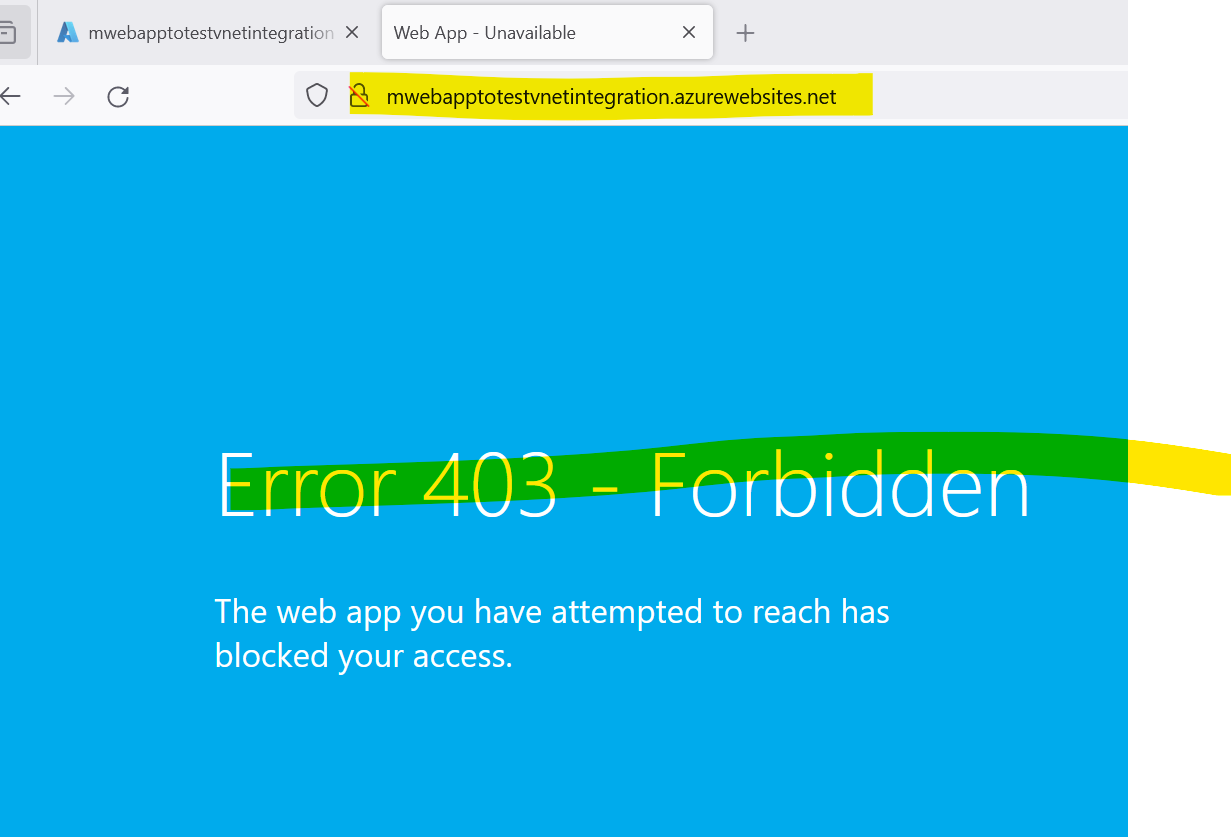 mwebapptotestvnetintegration
Web App - Unavailable
mwebapptotestvnetintegration.azurewebsites.net
Error 403 - Forbidden
The web app you have attempted to reach has
blocked your access.